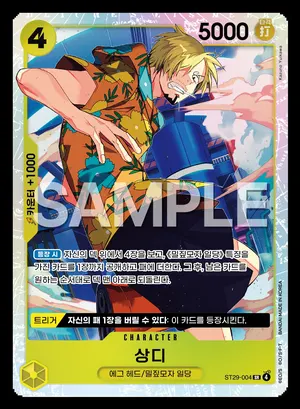 4
5000
타격
打
카운터 +1000
SAMPLE
등장 시 자신의 덱 위에서 4장을 보고, 《밀짚모자 일당》 특징을
가진 카드를 1장까지 공개하고 패에 더한다. 그 후, 남은 카드를
원하는 순서대로 덱 맨 아래로 되돌린다.
트리거 자신의 패 1장을 버릴 수 있다: 이 카드를 등장시킨다.
CHARACTER
상디
ST29-004
에그 헤드/밀짚모자 일당